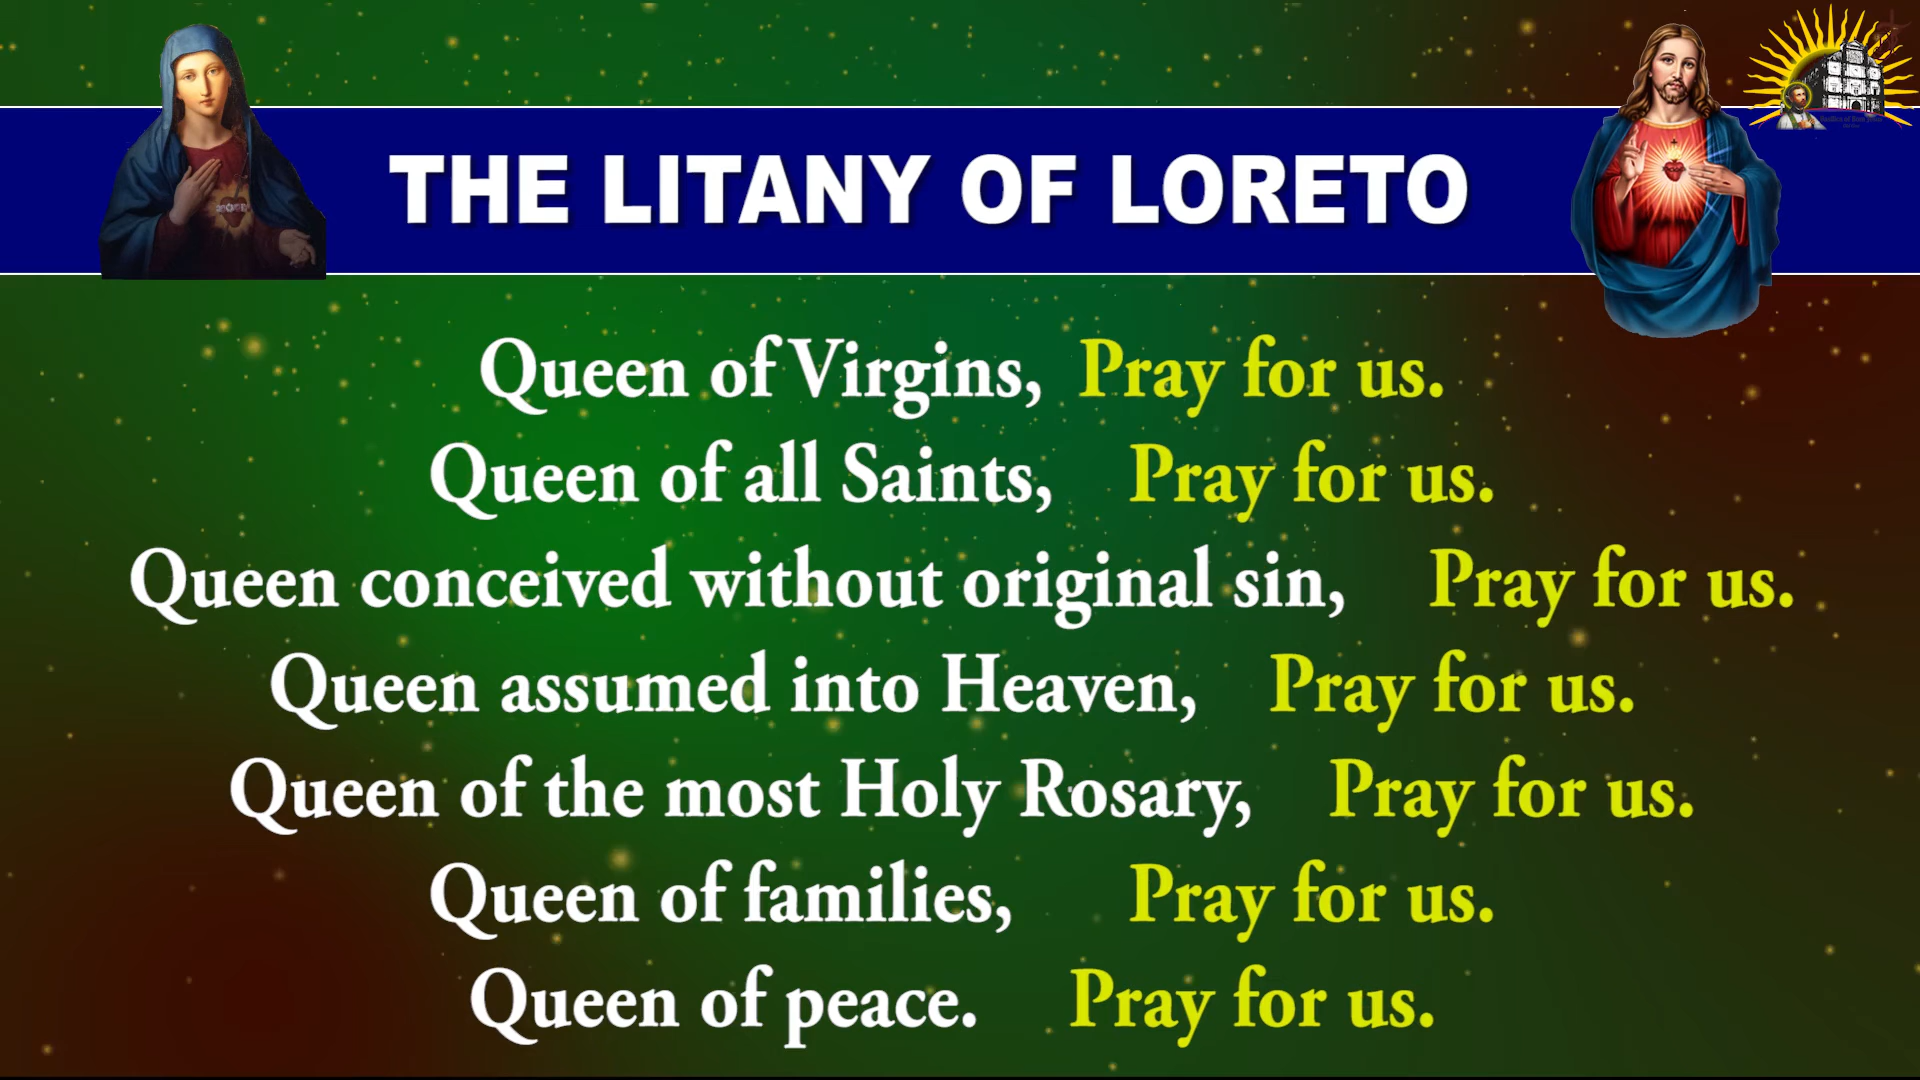 THE LITANY OF LORETO
Queen of Virgins, Pray for us.
Queen of all Saints, Pray for us.
Queen conceived without original sin, Pray for us.
Queen assumed into Heaven, Pray for us.
Queen of the most Holy Rosary, Pray for us.
Queen of families, Pray for us.
Queen of peace. Pray for us.